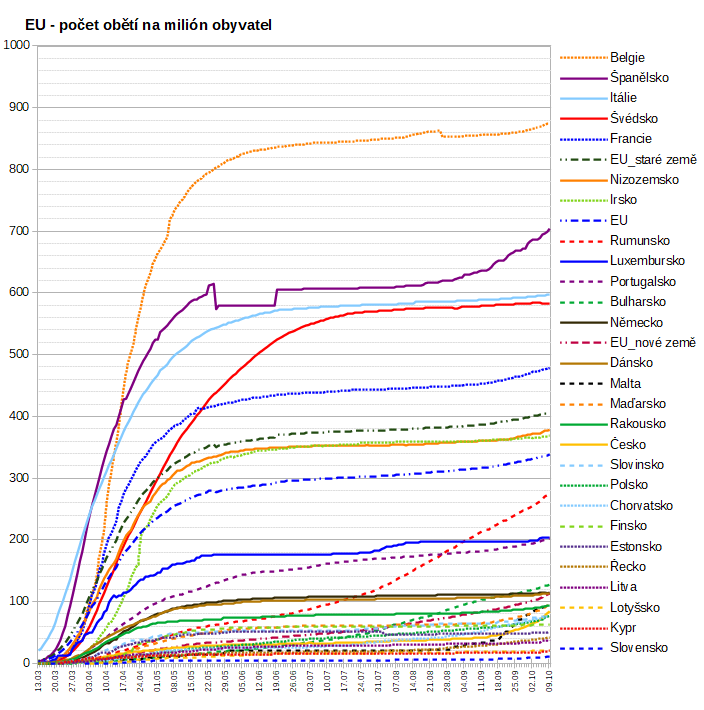 EU - počet obětí na milión obyvatel
1000
900
800
700
600
500
400
300
200
100
0
13.03
20.03
27.03
03.04
10.04
17.04
24.04
01.05
08.05
15.05
22.05
29.05
05.06
12.06
19.06
26.06
03.07
10.07
17.07
24.07
31.07
07.08
14.08
21.08
28.08
04.09
11.09
18.09
25.09
02.10
09.10
Belgie
Španělsko
Itálie
Švédsko
Francie
EU_staré země
Nizozemsko
Irsko
EU
Rumunsko
Luxembursko
Portugalsko
Bulharsko
Německo
EU_nové země
Dánsko
Malta
Maďarsko
Rakousko
Česko
Slovinsko
Polsko
Chorvatsko
Finsko
Estonsko
Řecko
Litva
Lotyšsko
Kypr
Slovensko